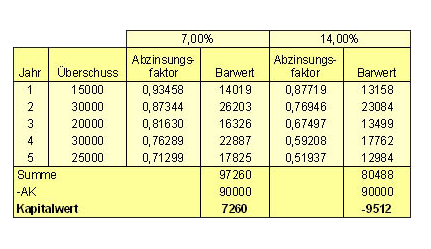 7,00% 14,00%
Abzinsungs- Abzinsungs-
Jahr Überschuss faktor Barwert faktor Barwert
1 15000 0,93458 14019 0,87719 13158
2 30000 0,87344 26203 0,76946 23084
3 20000 0,81630 16326 0,67497 13499
4 30000 0,76289 22887 0,59208 17762
5 25000 0,71299 17825 0,51937 12984
Summe 97260 80488
-AK 90000 90000
Kapitalwert 7260 -9512